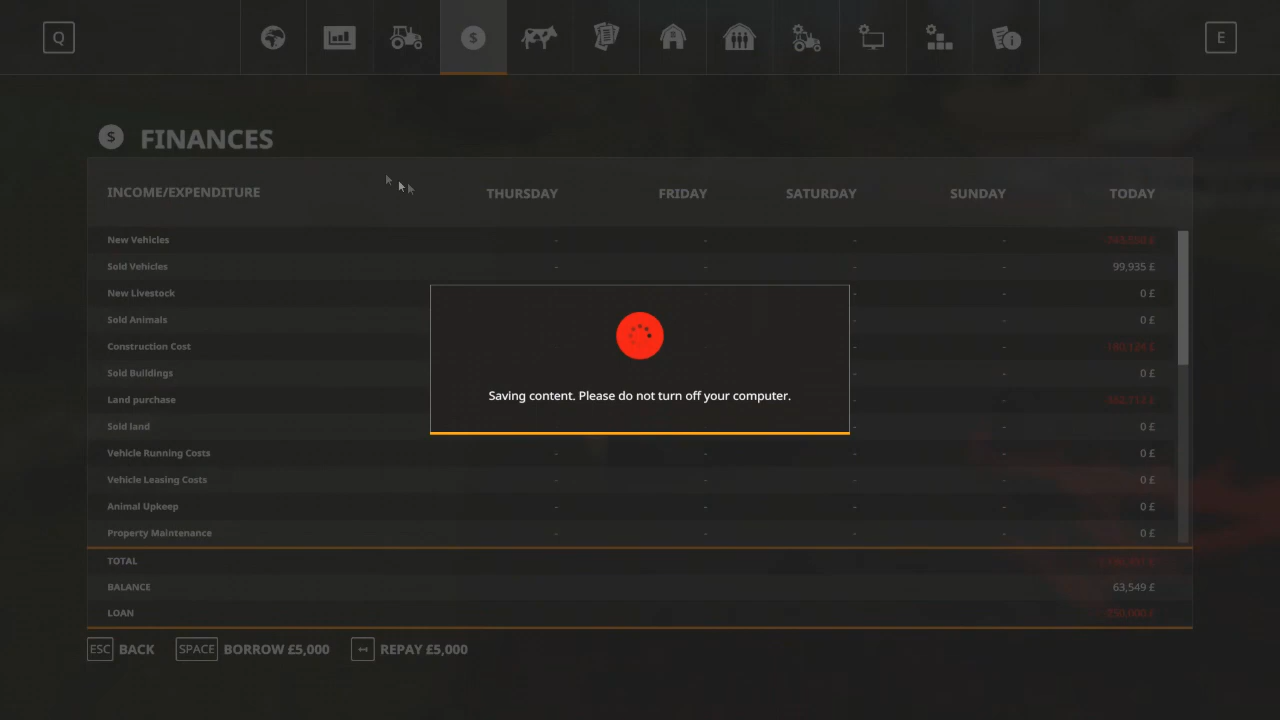 Q
E
FINANCES
INCOME/EXPENDITURE THURSDAY FRIDAY SATURDAY SUNDAY TODAY
New Vehicles - - - -
Sold Vehicles - - - - 99,935 £
New Livestock - - - - 0 £
Sold Animals - 0 £
Construction Cost -
Sold Buildings - 0 £
Land purchase -
Sold land - 0 £
Vehicle Running Costs - - - - 0 £
Vehicle Leasing Costs - - - - 0 £
Animal Upkeep - - - - 0 £
Property Maintenance - - - - 0 £
Saving content. Please do not turn off your computer.
TOTAL
BALANCE 63,549 £
LOAN -250,000 £
ESC BACK SPACE BORROW £5,000 REPAY £5,000